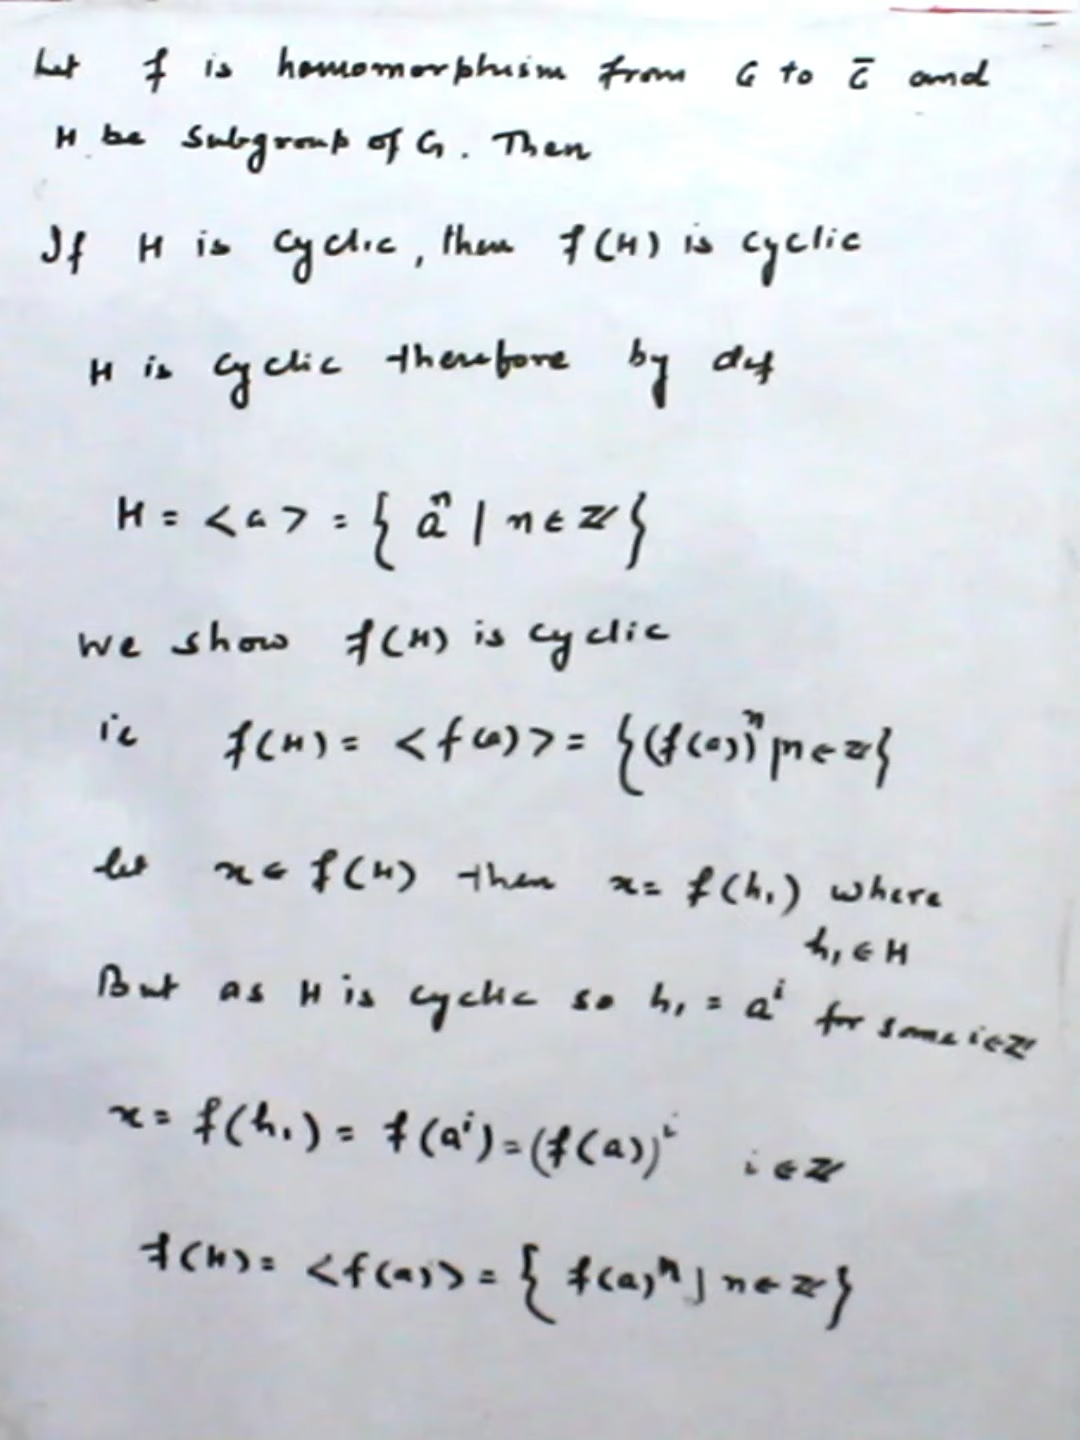 Let f is homomorphism from G to G̅ and
H be Subgroup of G. Then
If H is cyclic, then f(H) is cyclic
H is cyclic therefore by def
H = <a> = { aⁿ | n ∈ ℤ }
We show f(H) is cyclic
ie f(H) = <f(a)> = {(f(a))ⁿ | n ∈ ℤ}
let x ∈ f(H) then x = f(h₁) where
h₁ ∈ H
But as H is cyclic so h₁ = aⁱ for some i ∈ ℤ
x = f(h₁) = f(aⁱ) = (f(a))ⁱ i ∈ ℤ
f(H) = <f(a)> = { f(a)ⁿ | n ∈ ℤ }